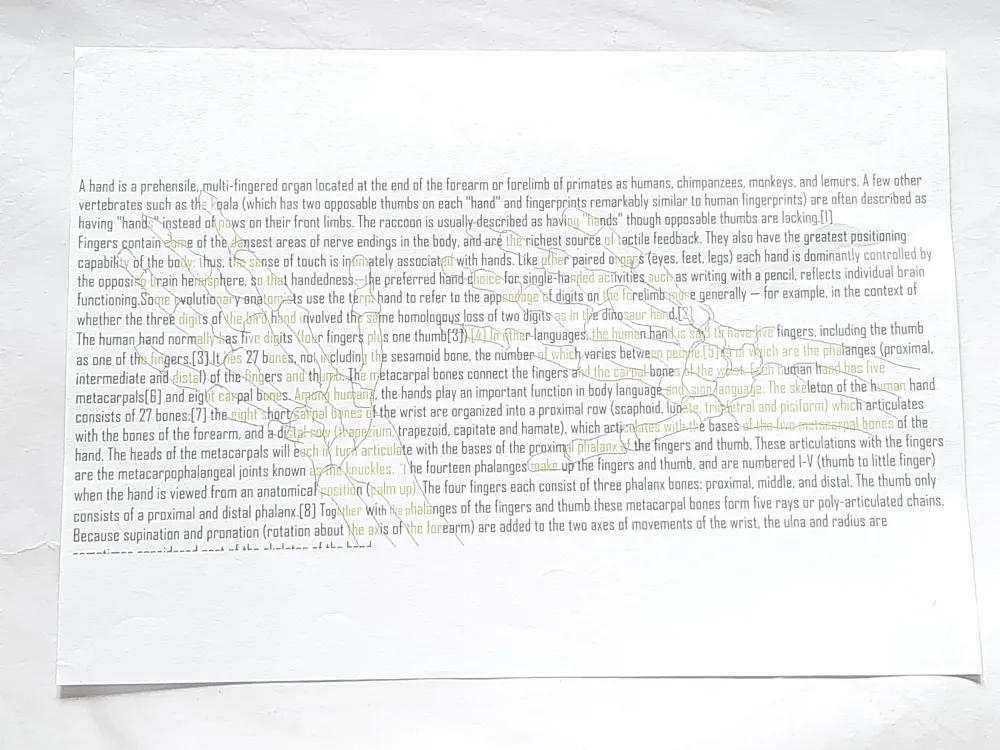 A hand is a prehensile, multi-fingered organ located at the end of the forearm or forelimb of primates as humans, chimpanzees, monkeys, and lemurs. A few other
vertebrates such as the koala (which has two opposable thumbs on each "hand" and fingerprints remarkably similar to human fingerprints) are often described as
having "hands" instead of paws on their front limbs. The raccoon is usually described as having "hands" though opposable thumbs are lacking.[1]
Fingers contain some of the densest areas of nerve endings in the body, and are the richest source of tactile feedback. They also have the greatest positioning
capability of the body: thus, the sense of touch is intimately associated with hands. Like other paired organs (eyes, feet, legs) each hand is dominantly controlled by
the opposing brain hemisphere, so that handedness— the preferred hand choice for single-handed activities such as writing with a pencil, reflects individual brain
functioning.Some evolutionary anatomists use the term hand to refer to the appendage of digits on the forelimb more generally — for example, in the context of
whether the three digits of the bird hand involved the same homologous loss of two digits as in the dinosaur hand.[2]
The human hand normally has five digits (four fingers plus one thumb[3]) [4] In other languages, the human hand is said to have five fingers, including the thumb
as one of the fingers.[3].It has 27 bones, not including the sesamoid bone, the number of which varies between people,[5] 14 of which are the phalanges (proximal,
intermediate and distal) of the fingers and thumb. The metacarpal bones connect the fingers and the carpal bones of the wrist. Each human hand has five
metacarpals[6] and eight carpal bones. Among humans, the hands play an important function in body language and sign language. The skeleton of the human hand
consists of 27 bones:[7] the eight short carpal bones of the wrist are organized into a proximal row (scaphoid, lunate, triquetral and pisiform) which articulates
with the bones of the forearm, and a distal row (trapezium, trapezoid, capitate and hamate), which articulates with the bases of the five metacarpal bones of the
hand. The heads of the metacarpals will each in turn articulate with the bases of the proximal phalanx of the fingers and thumb. These articulations with the fingers
are the metacarpophalangeal joints known as the knuckles. The fourteen phalanges make up the fingers and thumb, and are numbered I-V (thumb to little finger)
when the hand is viewed from an anatomical position (palm up). The four fingers each consist of three phalanx bones: proximal, middle, and distal. The thumb only
consists of a proximal and distal phalanx.[8] Together with the phalanges of the fingers and thumb these metacarpal bones form five rays or poly-articulated chains.
Because supination and pronation (rotation about the axis of the forearm) are added to the two axes of movements of the wrist, the ulna and radius are
sometimes considered part of the skeleton of the hand